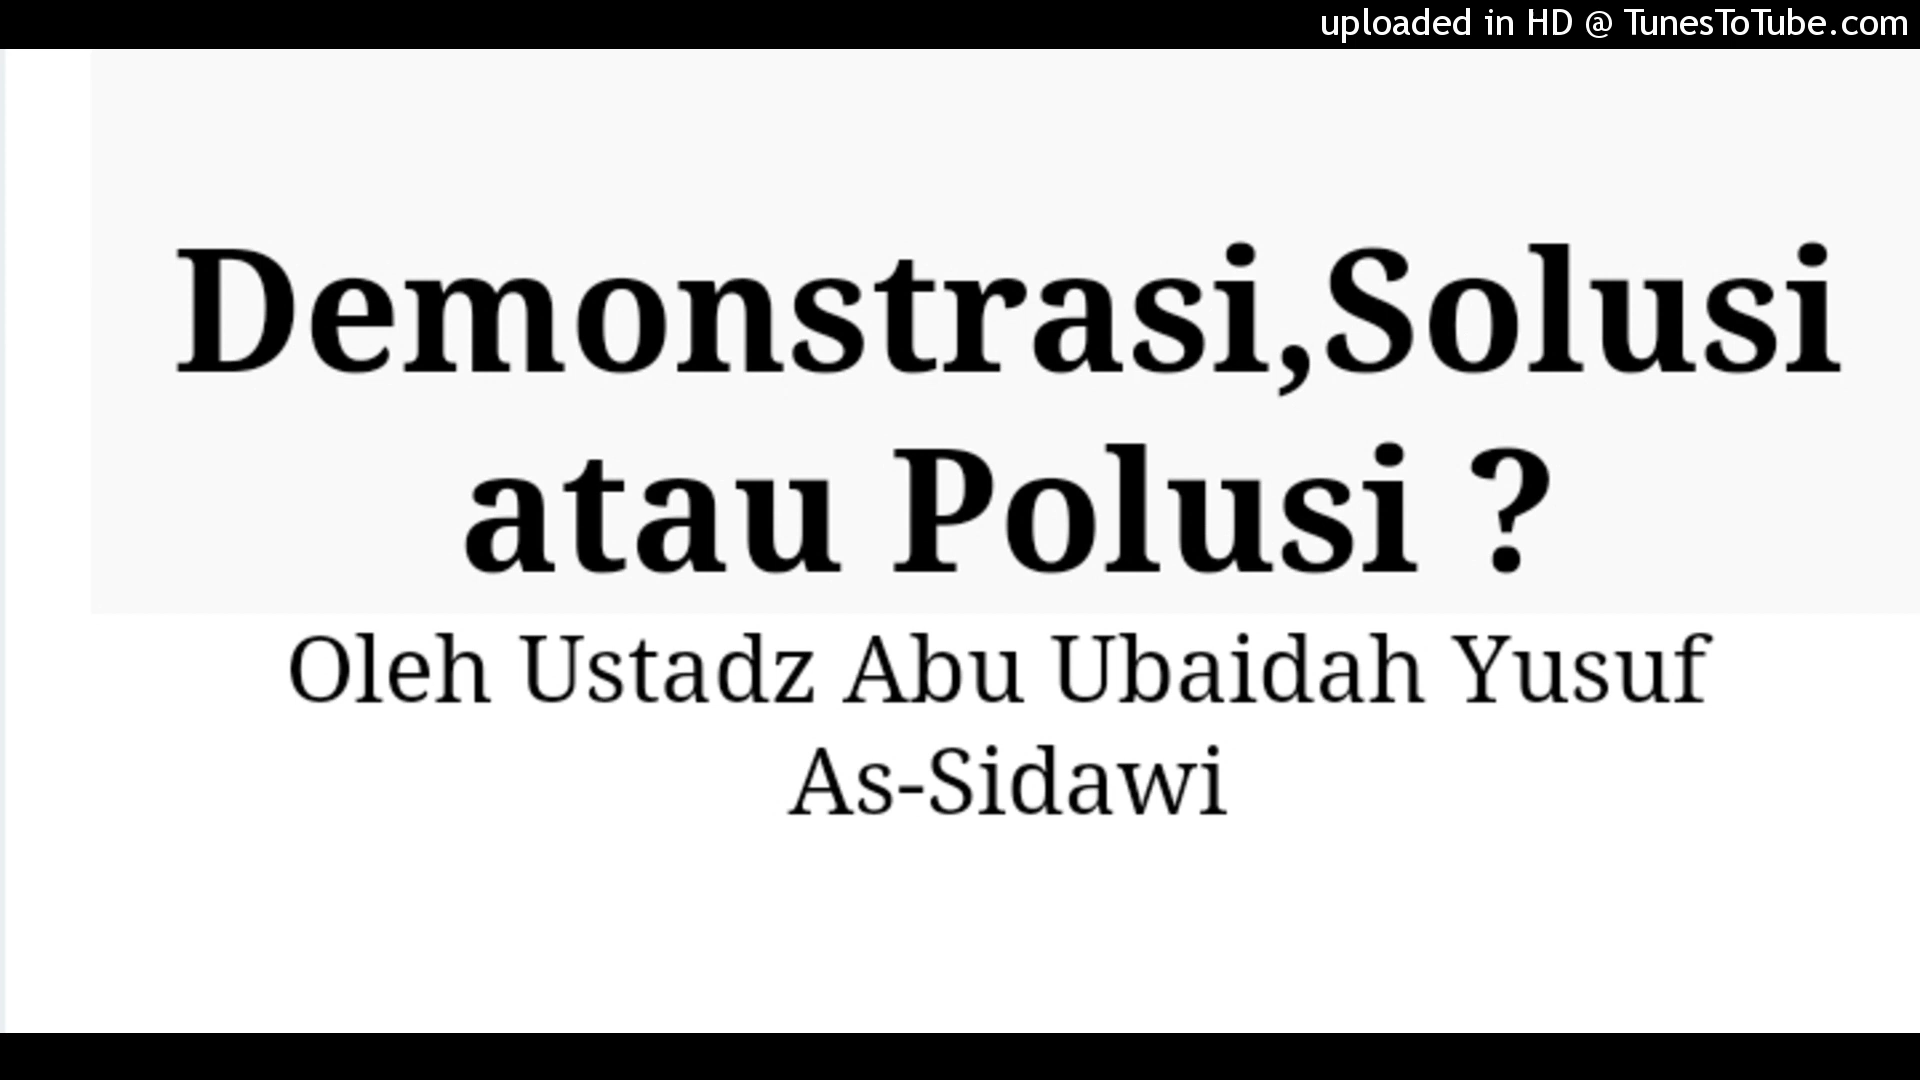 uploaded in HD @ TunesToTube.com
Demonstrasi,Solusi
atau Polusi ?
Oleh Ustadz Abu Ubaidah Yusuf
As-Sidawi